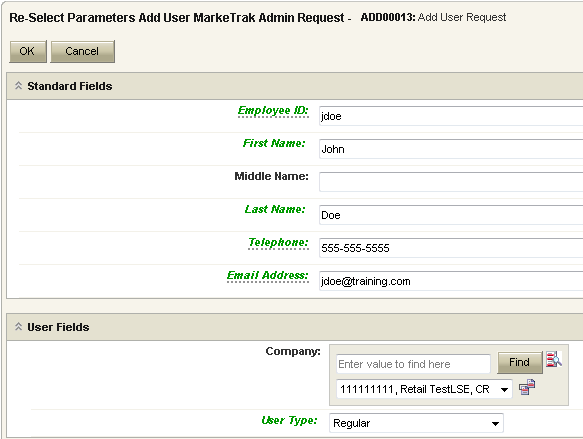 Re-Select Parameters Add User MarkeTrak Admin Request - ADD00013: Add User Request
OK Cancel
Standard Fields
Employee ID: jdoe
First Name: John
Middle Name:
Last Name: Doe
Telephone: 555-555-5555
Email Address: jdoe@training.com
User Fields
Company: Enter value to find here Find
111111111, Retail TestLSE, CR
User Type: Regular